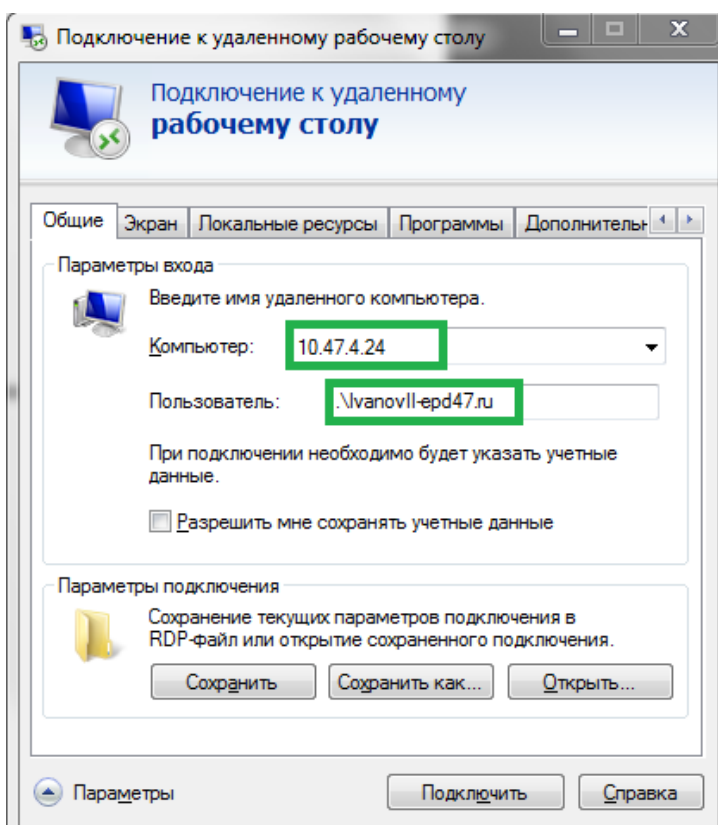 Подключение к удаленному рабочему столу
Подключение к удаленному
рабочему столу
Общие Экран Локальные ресурсы Программы Дополнительн
Параметры входа
Введите имя удаленного компьютера.
Компьютер: 10.47.4.24
Пользователь: .\IvanovII-epd47.ru
При подключении необходимо будет указать учетные
данные.
Разрешить мне сохранять учетные данные
Параметры подключения
Сохранение текущих параметров подключения в
RDP-файл или открытие сохраненного подключения.
Сохранить Сохранить как... Открыть...
Параметры Подключить Справка